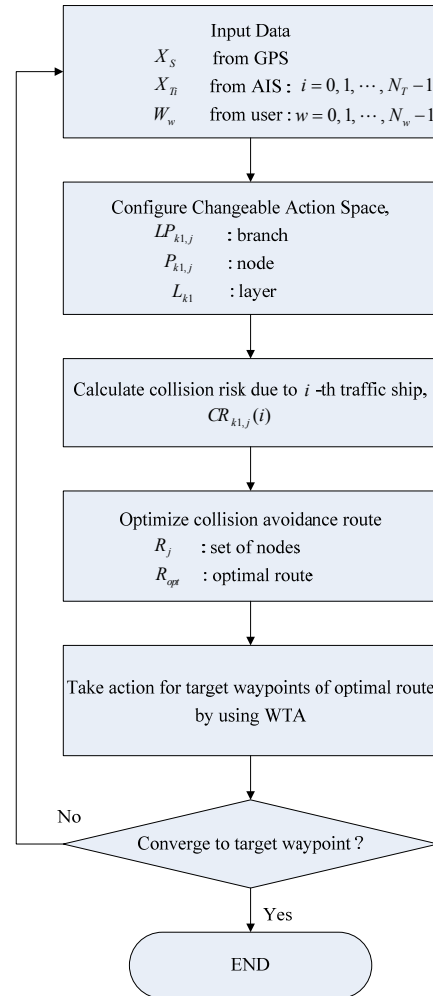 Input Data
X_S from GPS
X_Ti from AIS : i = 0, 1, ⋯, N_T −1
W_w from user : w = 0, 1, ⋯, N_w −1
Configure Changeable Action Space,
LP_k1,j : branch
P_k1,j : node
L_k1 : layer
Calculate collision risk due to i -th traffic ship,
CR_k1,j(i)
Optimize collision avoidance route
R_j : set of nodes
R_opt : optimal route
Take action for target waypoints of optimal route
by using WTA
No
Converge to target waypoint ?
Yes
END